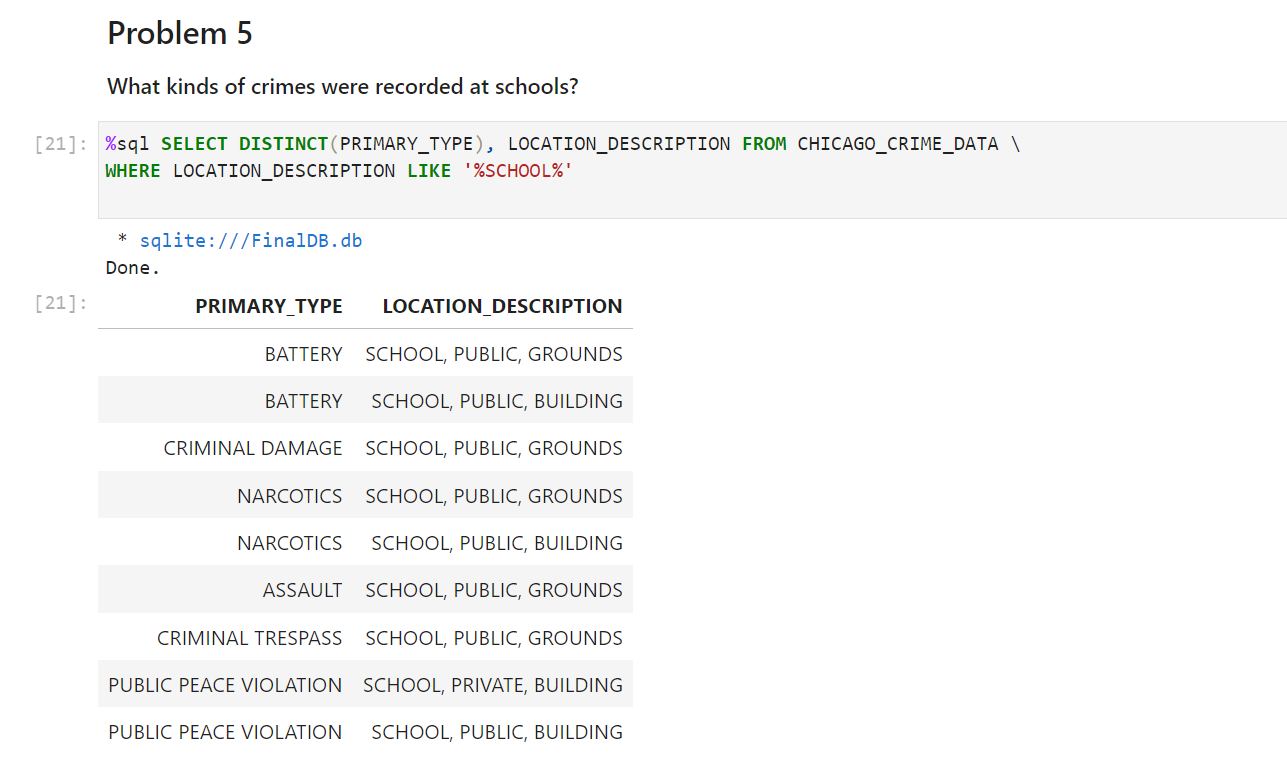 Problem 5
What kinds of crimes were recorded at schools?
[21]: %sql SELECT DISTINCT(PRIMARY_TYPE), LOCATION_DESCRIPTION FROM CHICAGO_CRIME_DATA \
WHERE LOCATION_DESCRIPTION LIKE '%SCHOOL%'
* sqlite:///FinalDB.db
Done.
[21]: PRIMARY_TYPE LOCATION_DESCRIPTION
BATTERY SCHOOL, PUBLIC, GROUNDS
BATTERY SCHOOL, PUBLIC, BUILDING
CRIMINAL DAMAGE SCHOOL, PUBLIC, GROUNDS
NARCOTICS SCHOOL, PUBLIC, GROUNDS
NARCOTICS SCHOOL, PUBLIC, BUILDING
ASSAULT SCHOOL, PUBLIC, GROUNDS
CRIMINAL TRESPASS SCHOOL, PUBLIC, GROUNDS
PUBLIC PEACE VIOLATION SCHOOL, PRIVATE, BUILDING
PUBLIC PEACE VIOLATION SCHOOL, PUBLIC, BUILDING